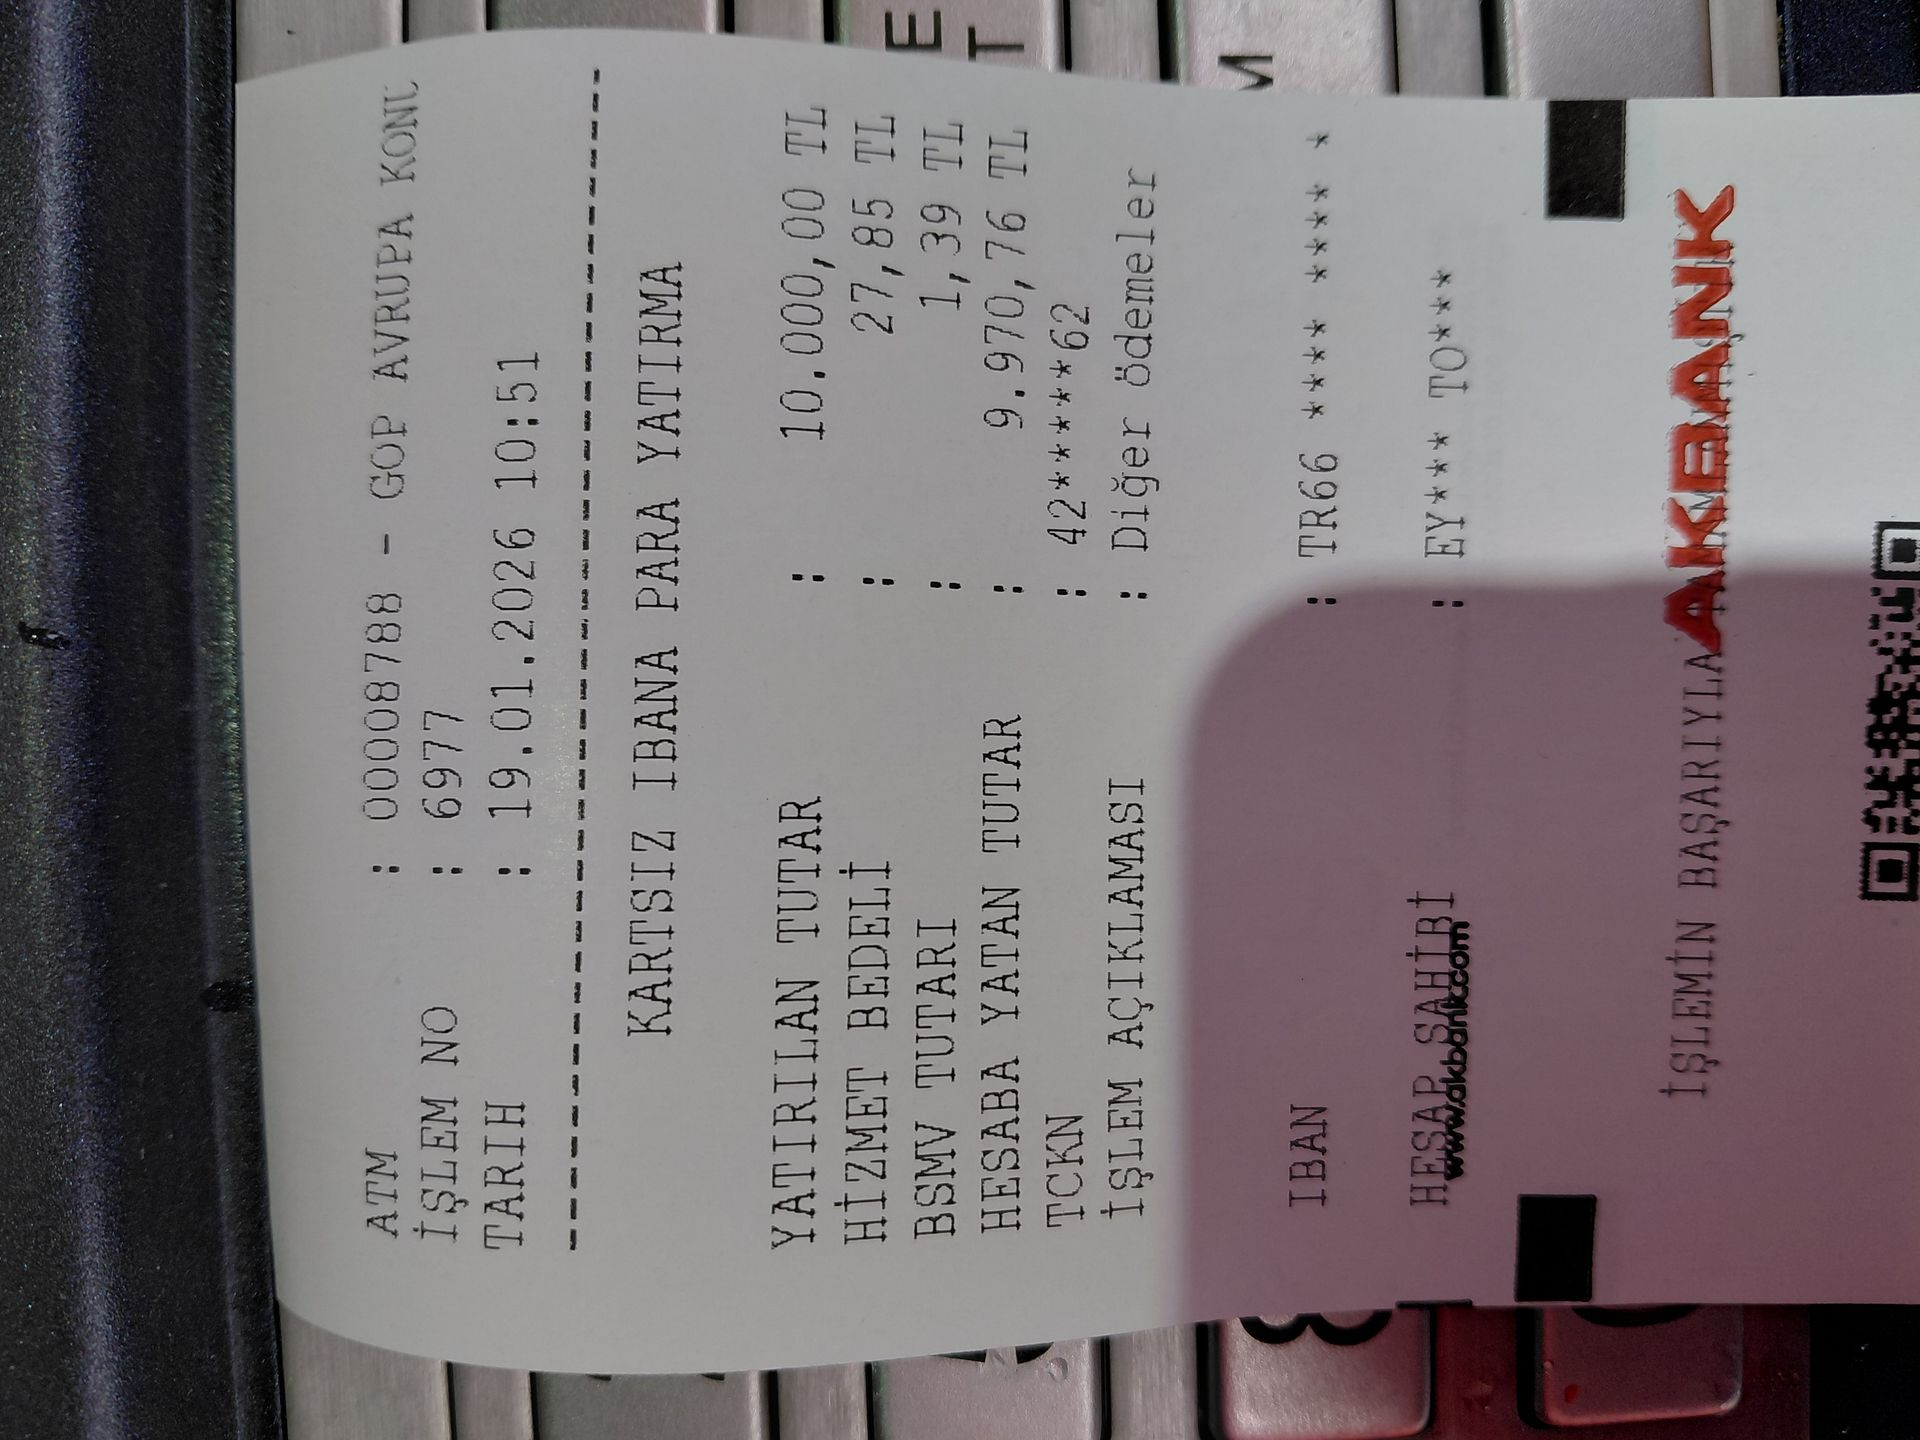 ATM : 0008788 - GOP AVRUPA KONU
İŞLEM NO : 6977
TARIH : 19.01.2026 10:51
KARTSIZ IBANA PARA YATIRMA
YATIRILAN TUTAR : 10.000,00 TL
HİZMET BEDELİ : 27,85 TL
BSMV TUTARI : 1,39 TL
HESABA YATAN TUTAR : 9.970,76 TL
TCKN : 42*******62
İŞLEM AÇIKLAMASI : Diğer ödemeler
IBAN : TR66 **** **** **** *
HESAP SAHİBİ : EY*** TO***
www.akbank.com
İŞLEMİN BAŞARIYLA
AKBANK
E
T
M
8